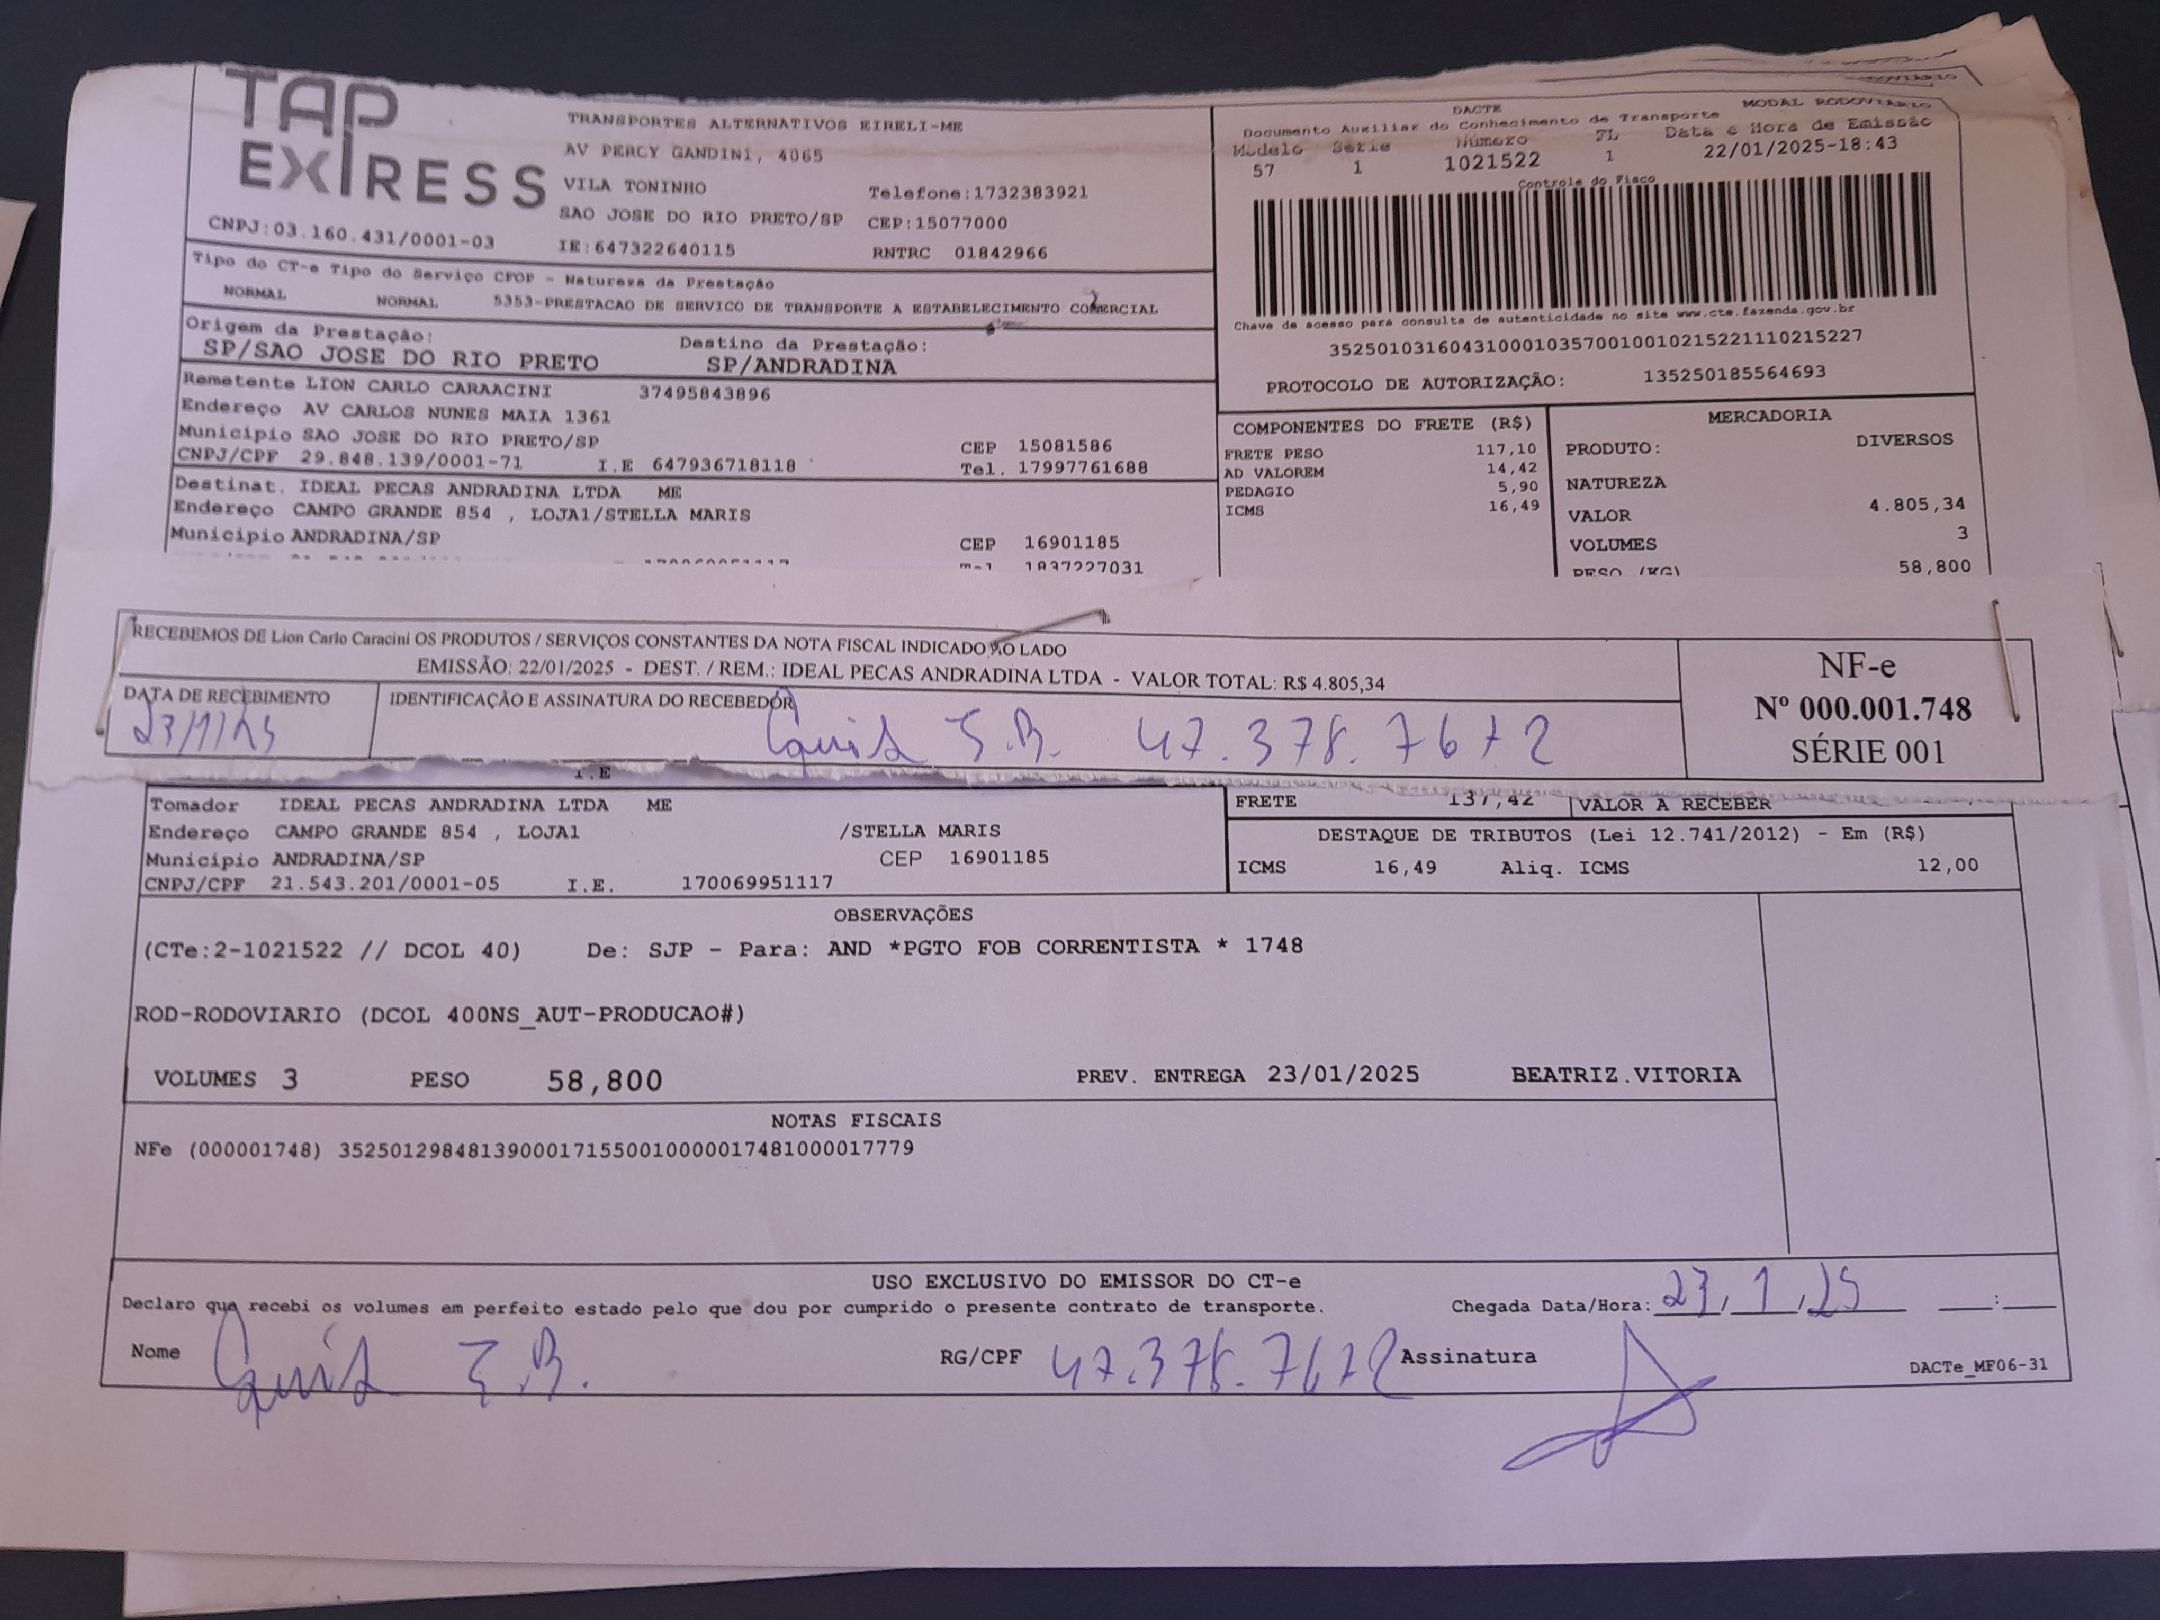 TAP
EXPRESS
TRANSPORTES ALTERNATIVOS EIRELI-ME
AV PERCY GANDINI, 4065
VILA TONINHO Telefone:1732383921
SAO JOSE DO RIO PRETO/SP CEP:15077000
CNPJ:03.160.431/0001-03 IE:647322640115 RNTRC 01842966
DACTE MODAL RODOVIARIO
Documento Auxiliar do Conhecimento de Transporte
Modelo Serie Número FL Data e Hora de Emissão
57 1 1021522 1 22/01/2025-18:43
Controle do Fisco
Chave de acesso para consulta de autenticidade no site www.cte.fazenda.gov.br
35250103160431000103570010010215221110215227
PROTOCOLO DE AUTORIZAÇÃO: 135250185564693
Tipo do CT-e Tipo do Serviço CFOP - Natureza da Prestação
NORMAL NORMAL 5353-PRESTACAO DE SERVICO DE TRANSPORTE A ESTABELECIMENTO COMERCIAL
Origem da Prestação: Destino da Prestação:
SP/SAO JOSE DO RIO PRETO SP/ANDRADINA
Remetente LION CARLO CARAACINI 37495843896
Endereço AV CARLOS NUNES MAIA 1361
Municipio SAO JOSE DO RIO PRETO/SP CEP 15081586
CNPJ/CPF 29.848.139/0001-71 I.E 647936718118 Tel. 17997761688
Destinat. IDEAL PECAS ANDRADINA LTDA ME
Endereço CAMPO GRANDE 854 , LOJA1/STELLA MARIS
Municipio ANDRADINA/SP CEP 16901185
1837227031
COMPONENTES DO FRETE (R$)
FRETE PESO 117,10
AD VALOREM 14,42
PEDAGIO 5,90
ICMS 16,49
MERCADORIA
PRODUTO: DIVERSOS
NATUREZA
VALOR 4.805,34
VOLUMES 3
PESO (KG) 58,800
RECEBEMOS DE Lion Carlo Caracini OS PRODUTOS / SERVIÇOS CONSTANTES DA NOTA FISCAL INDICADO AO LADO
EMISSÃO: 22/01/2025 - DEST. / REM.: IDEAL PECAS ANDRADINA LTDA - VALOR TOTAL: R$ 4.805,34
DATA DE RECEBIMENTO IDENTIFICAÇÃO E ASSINATURA DO RECEBEDOR
23/1/25 47.378.767-2
NF-e
Nº 000.001.748
SÉRIE 001
I.E
Tomador IDEAL PECAS ANDRADINA LTDA ME
Endereço CAMPO GRANDE 854 , LOJA1 /STELLA MARIS
Municipio ANDRADINA/SP CEP 16901185
CNPJ/CPF 21.543.201/0001-05 I.E. 170069951117
FRETE 137,42 VALOR A RECEBER
DESTAQUE DE TRIBUTOS (Lei 12.741/2012) - Em (R$)
ICMS 16,49 Aliq. ICMS 12,00
OBSERVAÇÕES
(CTe:2-1021522 // DCOL 40) De: SJP - Para: AND *PGTO FOB CORRENTISTA * 1748
ROD-RODOVIARIO (DCOL 400NS_AUT-PRODUCAO#)
VOLUMES 3 PESO 58,800 PREV. ENTREGA 23/01/2025 BEATRIZ.VITORIA
NOTAS FISCAIS
NFe (000001748) 35250129848139000171550010000017481000017779
USO EXCLUSIVO DO EMISSOR DO CT-e
Declaro que recebi os volumes em perfeito estado pelo que dou por cumprido o presente contrato de transporte. Chegada Data/Hora: 23/1/25 __:__
Nome RG/CPF 47.378.767-2 Assinatura
DACTe_MF06-31